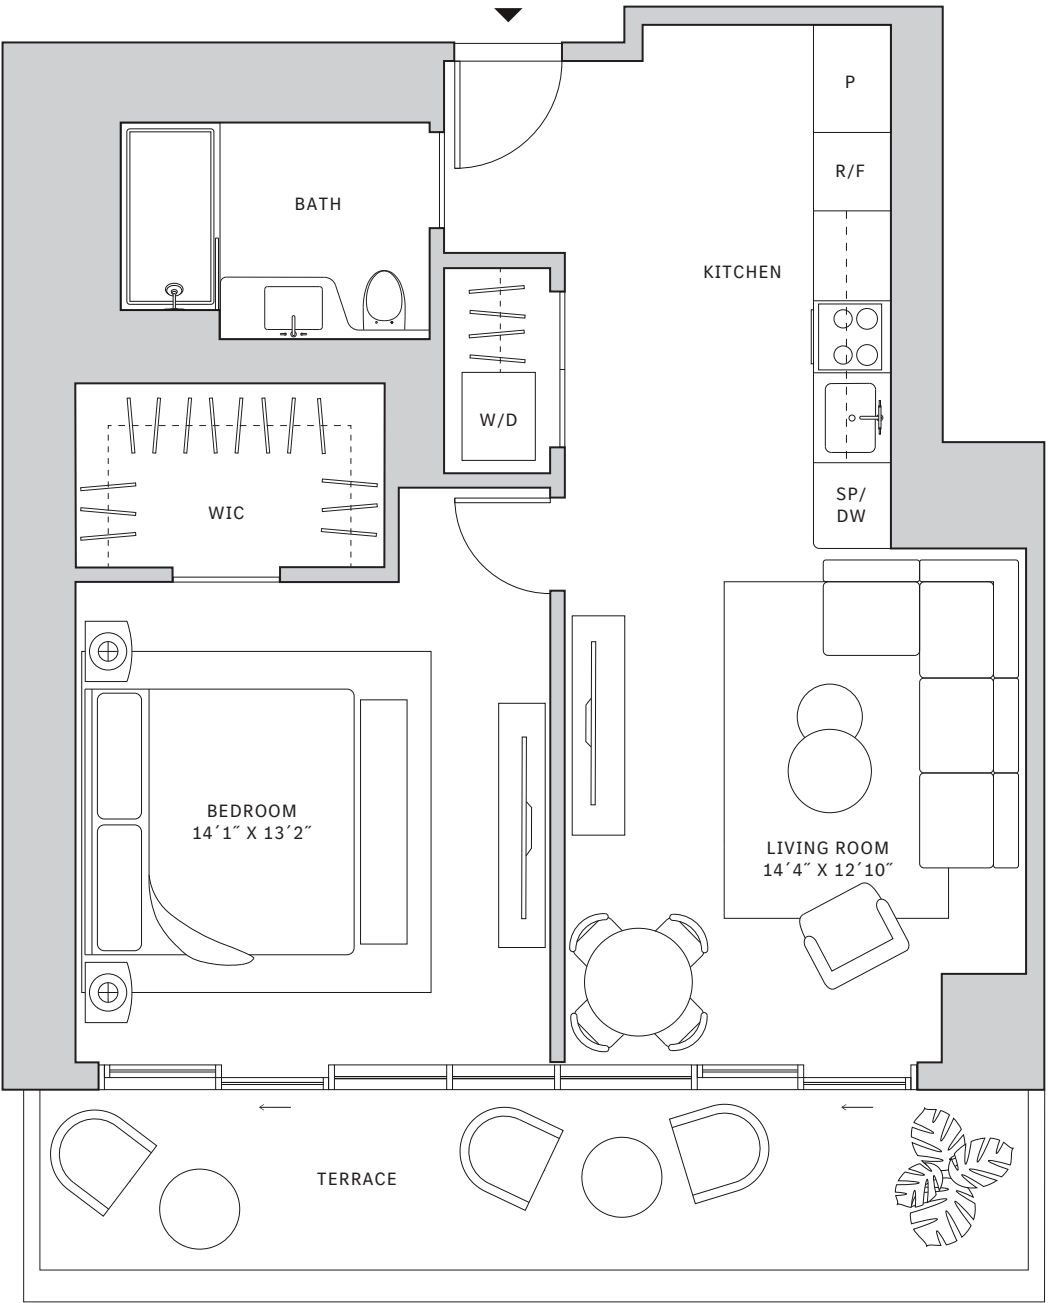 P
R/F
BATH
KITCHEN
W/D
SP/
DW
WIC
BEDROOM
14´1˝ X 13´2˝
LIVING ROOM
14´4˝ X 12´10˝
TERRACE